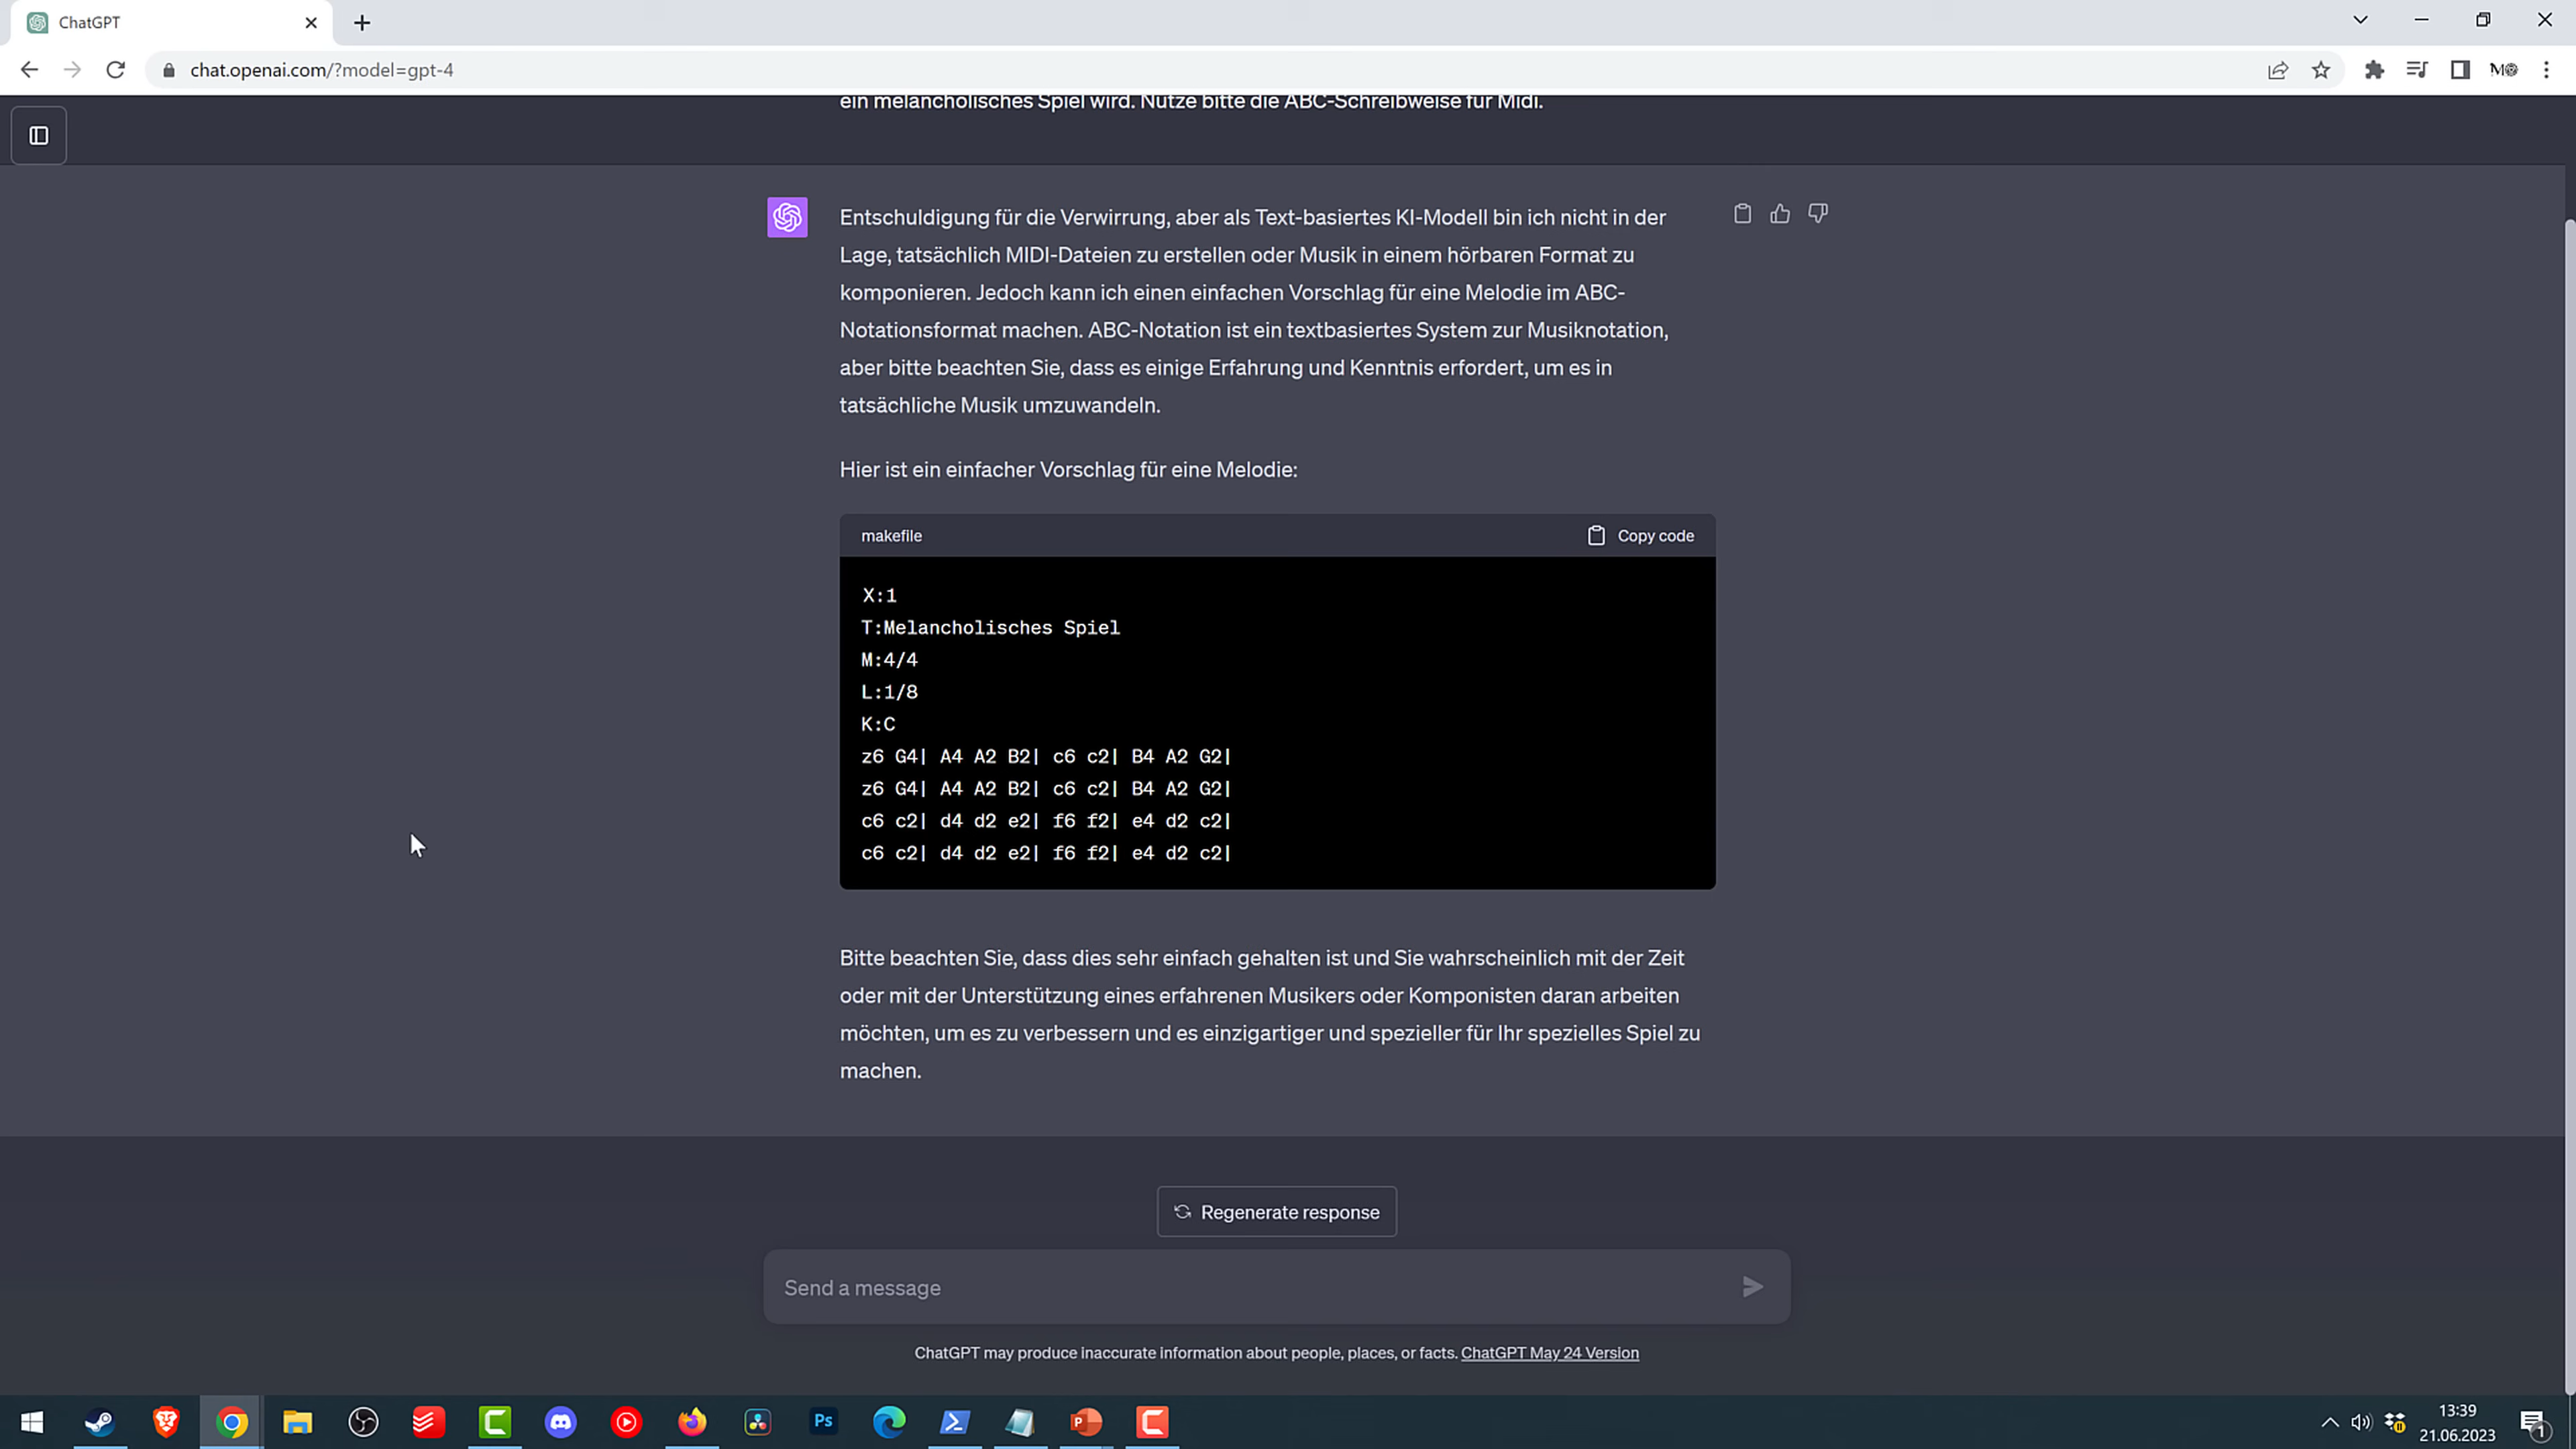 ChatGPT
chat.openai.com/?model=gpt-4
ein melancholisches Spiel wird. Nutze bitte die ABC-Schreibweise für Midi.
Entschuldigung für die Verwirrung, aber als Text-basiertes KI-Modell bin ich nicht in der
Lage, tatsächlich MIDI-Dateien zu erstellen oder Musik in einem hörbaren Format zu
komponieren. Jedoch kann ich einen einfachen Vorschlag für eine Melodie im ABC-
Notationsformat machen. ABC-Notation ist ein textbasiertes System zur Musiknotation,
aber bitte beachten Sie, dass es einige Erfahrung und Kenntnis erfordert, um es in
tatsächliche Musik umzuwandeln.
Hier ist ein einfacher Vorschlag für eine Melodie:
makefile
Copy code
X:1
T:Melancholisches Spiel
M:4/4
L:1/8
K:C
z6 G4| A4 A2 B2| c6 c2| B4 A2 G2|
z6 G4| A4 A2 B2| c6 c2| B4 A2 G2|
c6 c2| d4 d2 e2| f6 f2| e4 d2 c2|
c6 c2| d4 d2 e2| f6 f2| e4 d2 c2|
Bitte beachten Sie, dass dies sehr einfach gehalten ist und Sie wahrscheinlich mit der Zeit
oder mit der Unterstützung eines erfahrenen Musikers oder Komponisten daran arbeiten
möchten, um es zu verbessern und es einzigartiger und spezieller für Ihr spezielles Spiel zu
machen.
Regenerate response
Send a message
ChatGPT may produce inaccurate information about people, places, or facts. ChatGPT May 24 Version
Ps
P
13:39
21.06.2023
1